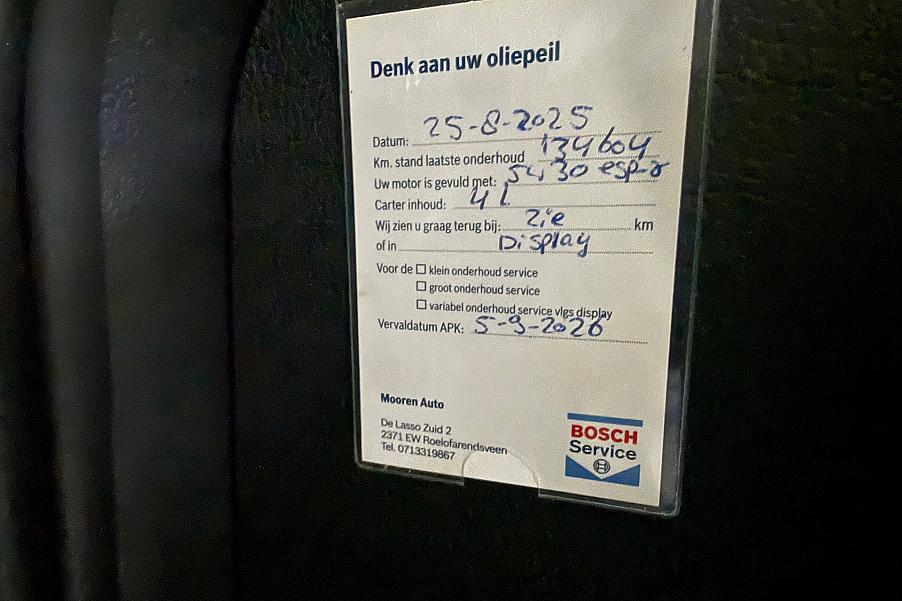 Denk aan uw oliepeil
Datum: 25-8-2025
Km. stand laatste onderhoud 134604
Uw motor is gevuld met: 5W30
Carter inhoud: 4 L
Wij zien u graag terug bij: Zie km
of in Display
Voor de ☐ klein onderhoud service
☐ groot onderhoud service
☐ variabel onderhoud service vlgs display
Vervaldatum APK: 5-9-2026
Mooren Auto
De Lasso Zuid 2
2371 EW Roelofarendsveen
Tel. 0713319867
BOSCH
Service